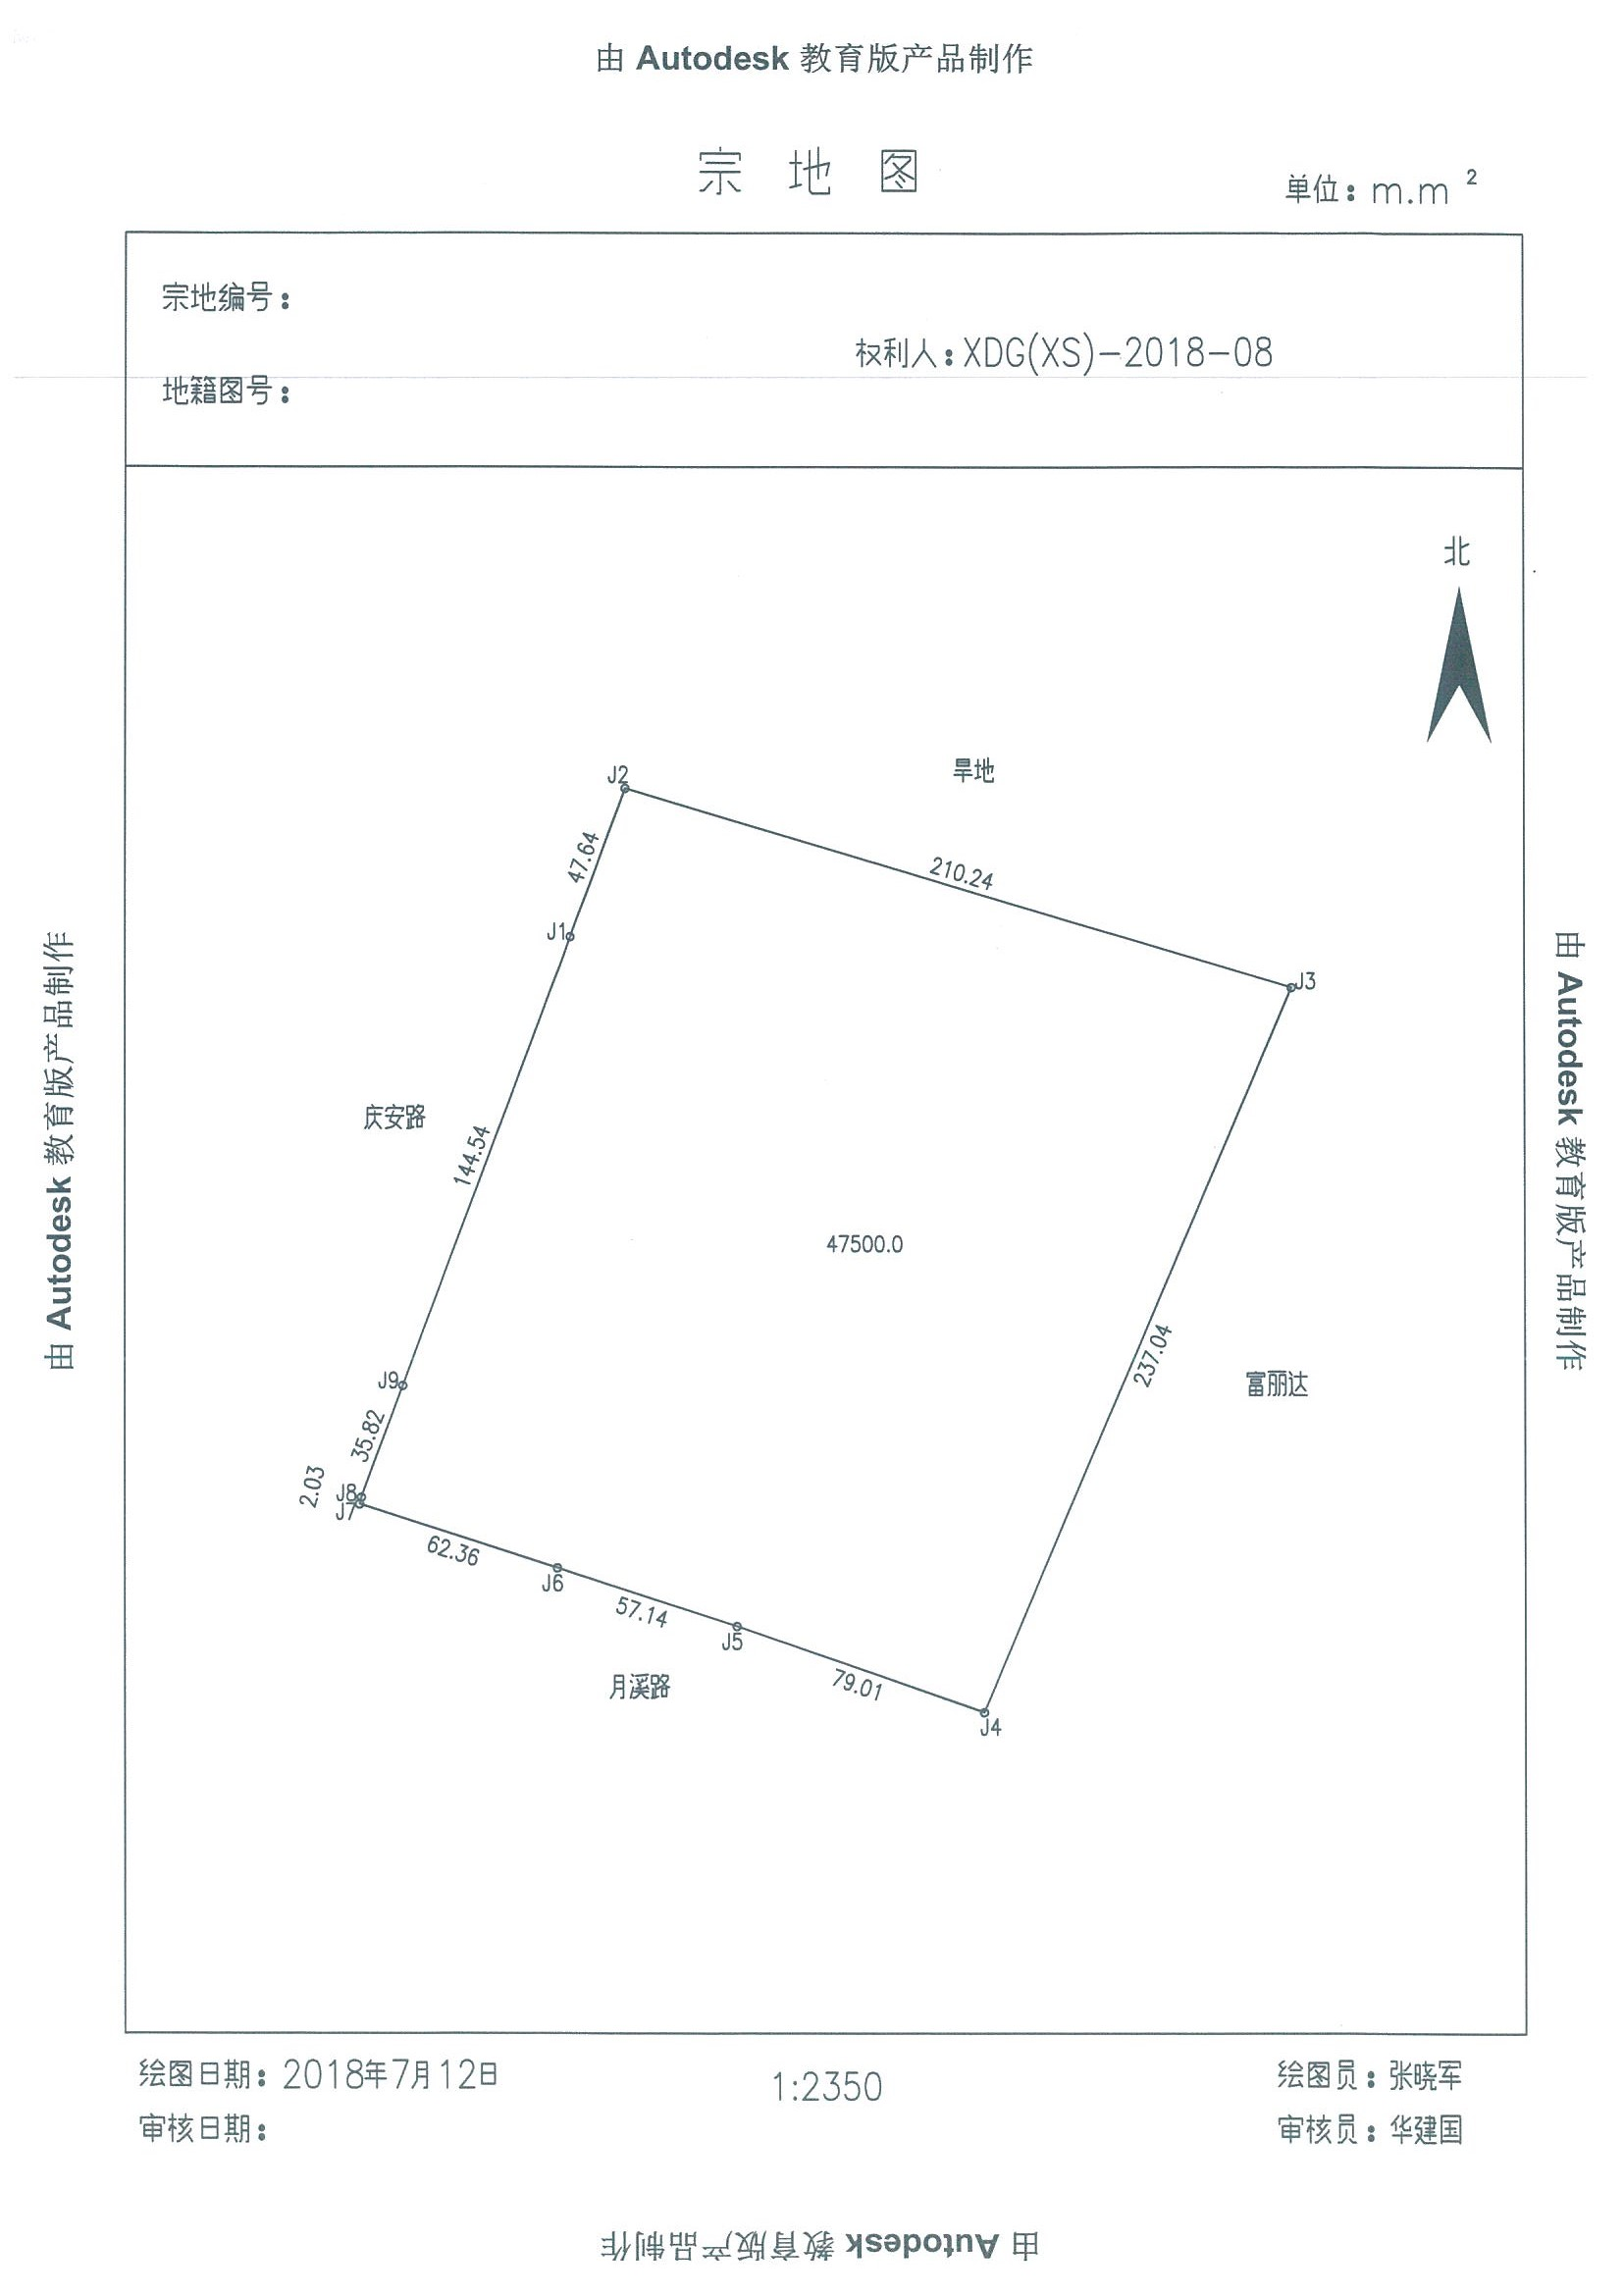 由 Autodesk 教育版产品制作
宗 地 图
单位：m.m²
宗地编号：
权利人：XDG(XS)-2018-08
地籍图号：
北
J2
旱地
47.64
210.24
J1
J3
由 Autodesk 教育版产品制作
由 Autodesk 教育版产品制作
庆安路
144.54
47500.0
237.04
富丽达
J9
35.82
2.03
J8
J7
62.36
J6
57.14
J5
月溪路
79.01
J4
绘图日期：2018年7月12日
1:2350
绘图员：张晓军
审核日期：
审核员：华建国
由 Autodesk 教育版产品制作